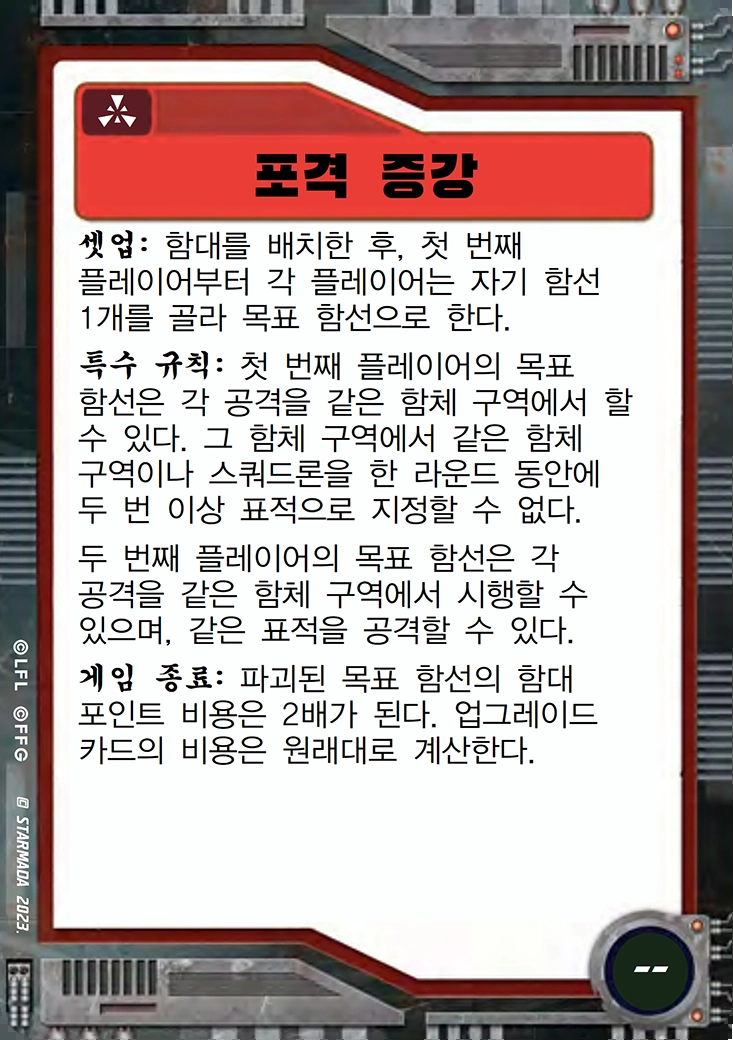 포격 증강
셋업: 함대를 배치한 후, 첫 번째
플레이어부터 각 플레이어는 자기 함선
1개를 골라 목표 함선으로 한다.
특수 규칙: 첫 번째 플레이어의 목표
함선은 각 공격을 같은 함체 구역에서 할
수 있다. 그 함체 구역에서 같은 함체
구역이나 스쿼드론을 한 라운드 동안에
두 번 이상 표적으로 지정할 수 없다.
두 번째 플레이어의 목표 함선은 각
공격을 같은 함체 구역에서 시행할 수
있으며, 같은 표적을 공격할 수 있다.
게임 종료: 파괴된 목표 함선의 함대
포인트 비용은 2배가 된다. 업그레이드
카드의 비용은 원래대로 계산한다.
©LFL ©FFG
© STARMADA 2023.
--